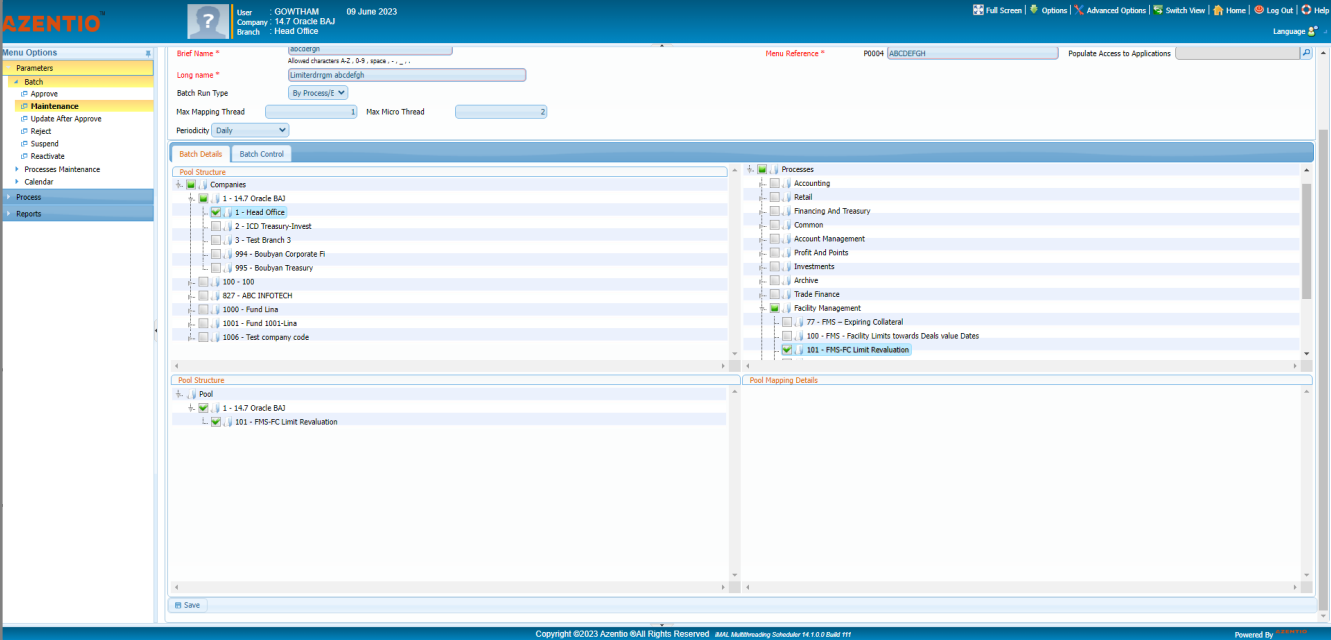 AZENTIO™
User : GOWTHAM 09 June 2023
Company : 14.7 Oracle BAJ
Branch : Head Office
Full Screen | Options | Advanced Options | Switch View | Home | Log Out | Help
Language
Menu Options
Parameters
Batch
Approve
Maintenance
Update After Approve
Reject
Suspend
Reactivate
Processes Maintenance
Calendar
Process
Reports
Brief Name * abcdefgh
Allowed characters A-Z , 0-9 , space , - , _ , .
Menu Reference * P0004 ABCDEFGH
Populate Access to Applications
Long name * Limiterdrrgm abcdefgh
Batch Run Type By Process/E
Max Mapping Thread 1 Max Micro Thread 2
Periodicity Daily
Batch Details Batch Control
Pool Structure
Companies
1 - 14.7 Oracle BAJ
1 - Head Office
2 - ICD Treasury-Invest
3 - Test Branch 3
994 - Boubyan Corporate Fi
995 - Boubyan Treasury
100 - 100
827 - ABC INFOTECH
1000 - Fund Lina
1001 - Fund 1001-Lina
1006 - Test company code
Processes
Accounting
Retail
Financing And Treasury
Common
Account Management
Profit And Points
Investments
Archive
Trade Finance
Facility Management
77 - FMS – Expiring Collateral
100 - FMS - Facility Limits towards Deals value Dates
101 - FMS-FC Limit Revaluation
Pool Structure
Pool
1 - 14.7 Oracle BAJ
101 - FMS-FC Limit Revaluation
Pool Mapping Details
Save
Copyright ©2023 Azentio ®All Rights Reserved iMAL Multithreading Scheduler 14.1.0.0 Build 111
Powered By AZENTIO